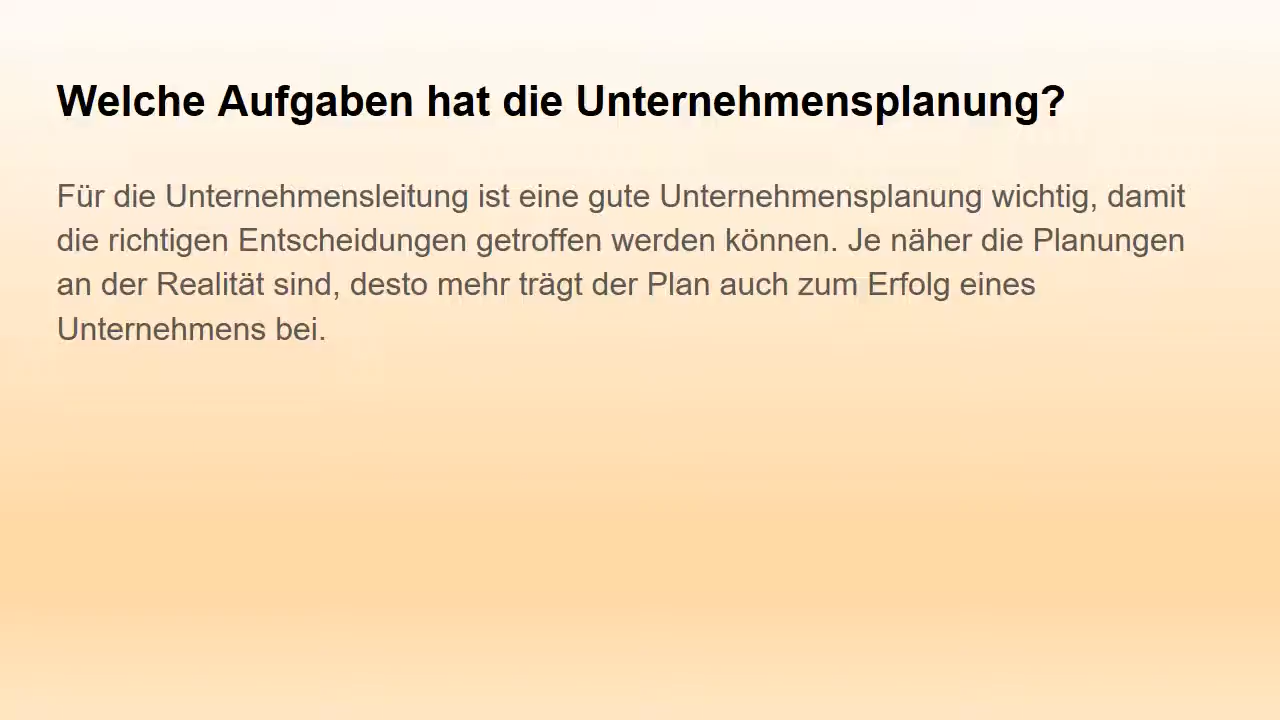 Welche Aufgaben hat die Unternehmensplanung?
Für die Unternehmensleitung ist eine gute Unternehmensplanung wichtig, damit
die richtigen Entscheidungen getroffen werden können. Je näher die Planungen
an der Realität sind, desto mehr trägt der Plan auch zum Erfolg eines
Unternehmens bei.